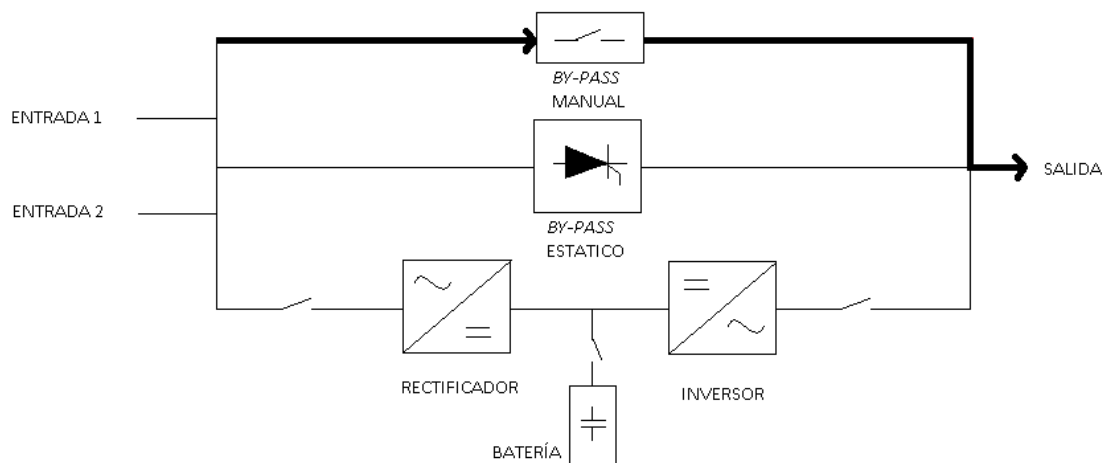 BY-PASS
MANUAL
ENTRADA 1
SALIDA
ENTRADA 2
BY-PASS
ESTATICO
RECTIFICADOR
INVERSOR
BATERÍA